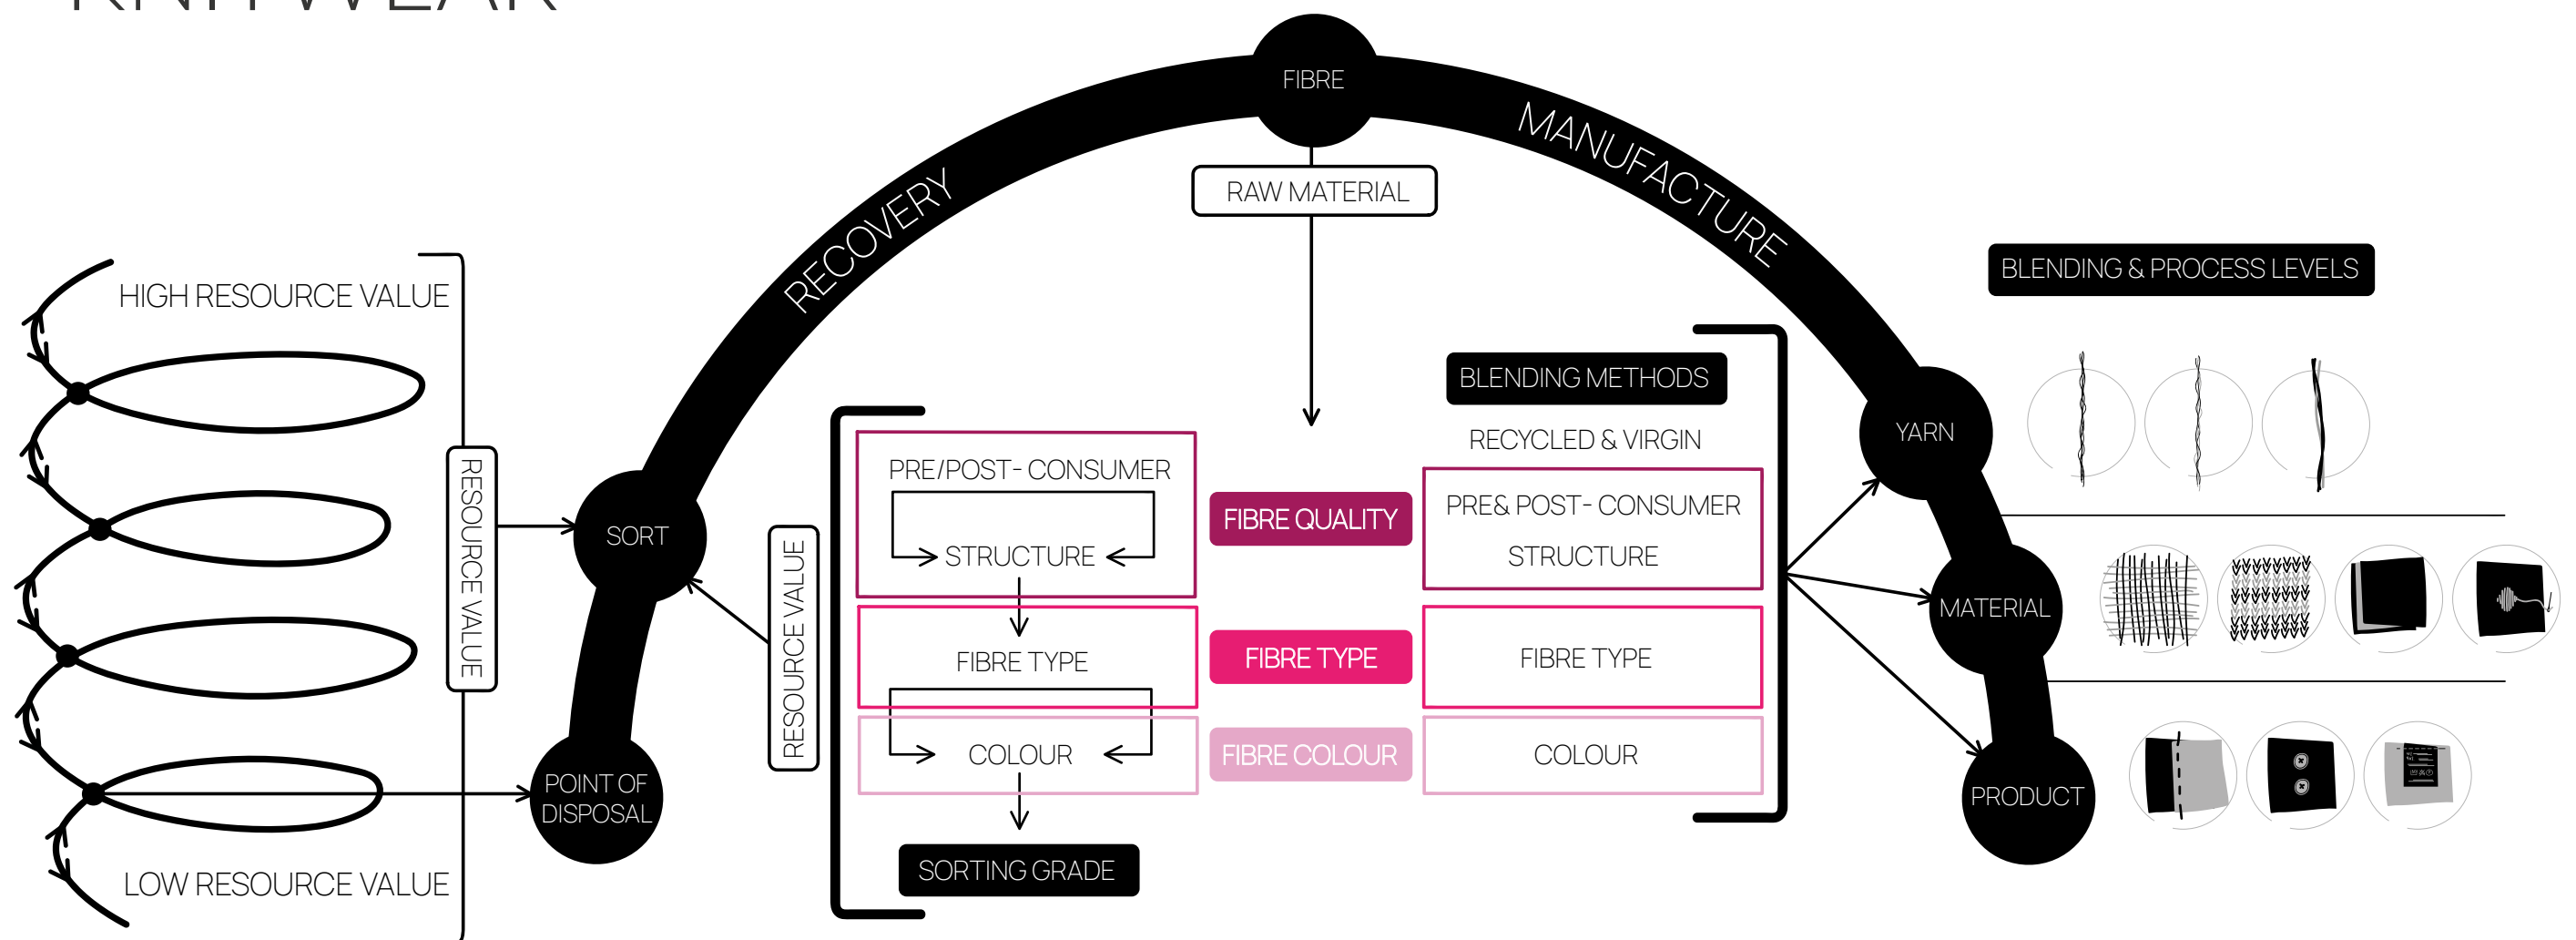 KNITWEAR
FIBRE
RECOVERY
MANUFACTURE
RAW MATERIAL
HIGH RESOURCE VALUE
RESOURCE VALUE
LOW RESOURCE VALUE
SORT
POINT OF
DISPOSAL
RESOURCE VALUE
PRE/POST- CONSUMER
STRUCTURE
FIBRE TYPE
COLOUR
SORTING GRADE
FIBRE QUALITY
FIBRE TYPE
FIBRE COLOUR
BLENDING METHODS
RECYCLED & VIRGIN
PRE& POST- CONSUMER
STRUCTURE
FIBRE TYPE
COLOUR
YARN
MATERIAL
PRODUCT
BLENDING & PROCESS LEVELS